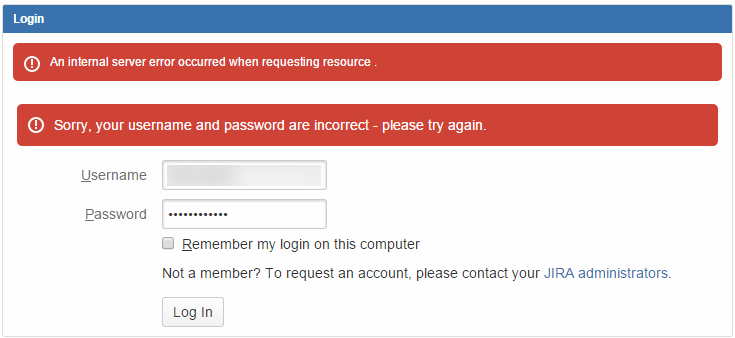 Login
An internal server error occurred when requesting resource .
Sorry, your username and password are incorrect - please try again.
Username
Password
••••••••••••
Remember my login on this computer
Not a member? To request an account, please contact your JIRA administrators.
Log In